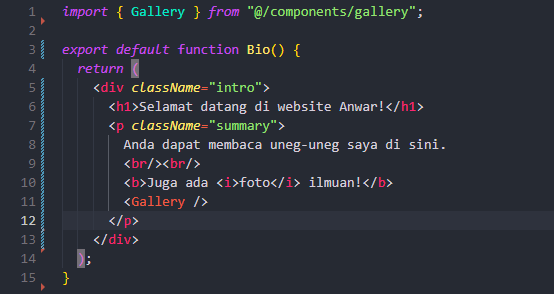 1 import { Gallery } from "@/components/gallery";
2
3 export default function Bio() {
4 return (
5 <div className="intro">
6 <h1>Selamat datang di website Anwar!</h1>
7 <p className="summary">
8 Anda dapat membaca uneg-uneg saya di sini.
9 <br/><br/>
10 <b>Juga ada <i>foto</i> ilmuan!</b>
11 <Gallery />
12 </p>
13 </div>
14 );
15 }